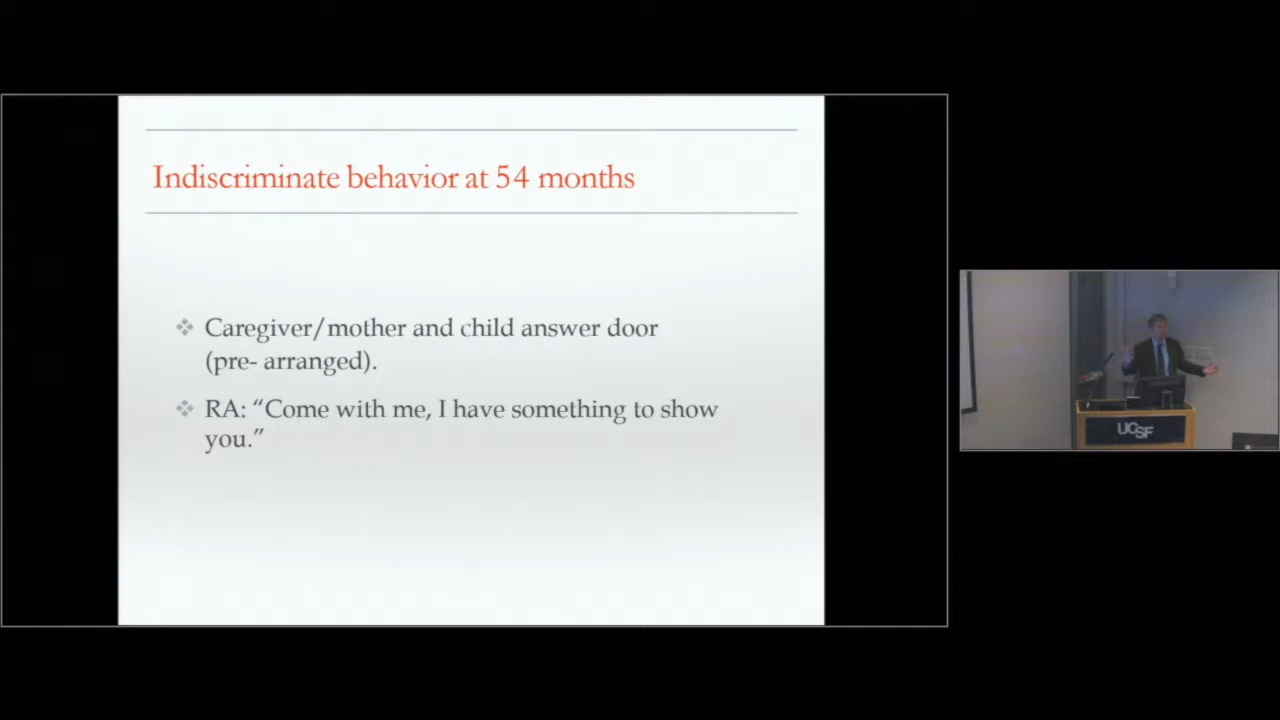 Indiscriminate behavior at 54 months
Caregiver/mother and child answer door
(pre- arranged).
RA: “Come with me, I have something to show
you.”
UCSF